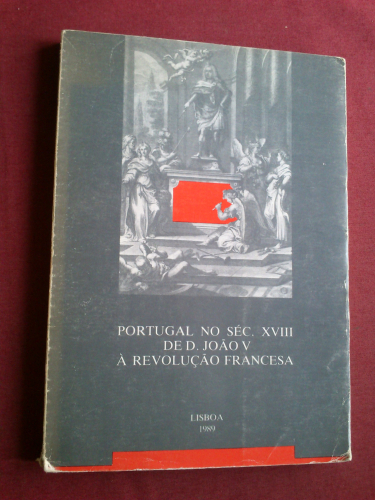 PORTUGAL NO SÉC. XVIII
DE D. JOÃO V
À REVOLUÇÃO FRANCESA
LISBOA
1989